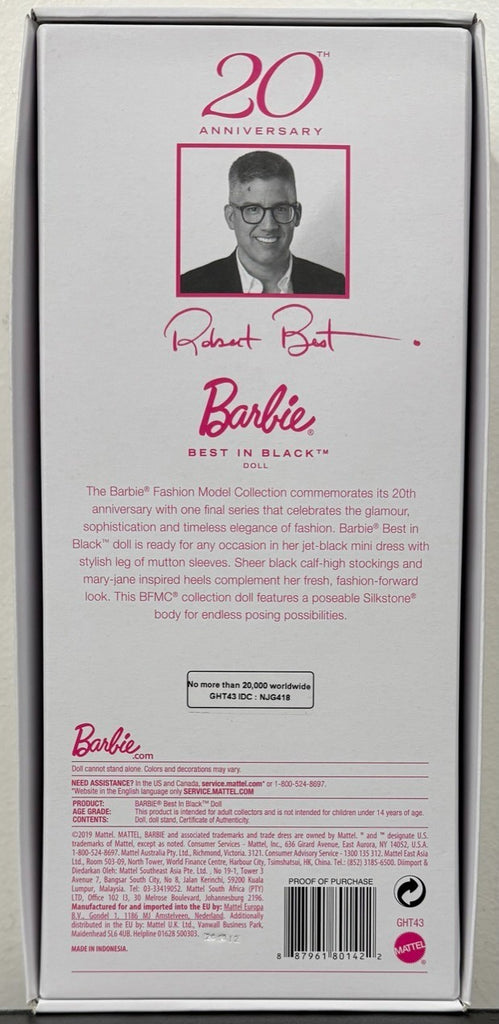 20TH
ANNIVERSARY
Robert Best
Barbie®
BEST IN BLACK™
DOLL
The Barbie® Fashion Model Collection commemorates its 20th
anniversary with one final series that celebrates the glamour,
sophistication and timeless elegance of fashion. Barbie® Best in
Black™ doll is ready for any occasion in her jet-black mini dress with
stylish leg of mutton sleeves. Sheer black calf-high stockings and
mary-jane inspired heels complement her fresh, fashion-forward
look. This BFMC® collection doll features a poseable Silkstone®
body for endless posing possibilities.
No more than 20,000 worldwide
GHT43 IDC : NJG418
Barbie.com
Doll cannot stand alone. Colors and decorations may vary.
NEED ASSISTANCE? In the US and Canada, service.mattel.com* or 1-800-524-8697.
*Website in the English language only SERVICE.MATTEL.COM
PRODUCT: BARBIE® Best In Black™ Doll
AGE GRADE: This product is intended for adult collectors and is not intended for children under 14 years of age.
CONTENTS: Doll, doll stand, Certificate of Authenticity.
©2019 Mattel. MATTEL, BARBIE and associated trademarks and trade dress are owned by Mattel. ® and ™ designate U.S.
trademarks of Mattel, except as noted. Consumer Services - Mattel, Inc., 636 Girard Avenue, East Aurora, NY 14052, U.S.A.
1-800-524-8697. Mattel Australia Pty., Ltd., Richmond, Victoria. 3121. Consumer Advisory Service - 1300 135 312. Mattel East Asia
Ltd., Room 503-09, North Tower, World Finance Centre, Harbour City, Tsimshatsui, HK, China. Tel.: (852) 3185-6500. Diimport &
Diedarkan Oleh: Mattel Southeast Asia Pte. Ltd. , No 19-1, Tower 3
Avenue 7, Bangsar South City, No 8, Jalan Kerinchi, 59200 Kuala
Lumpur, Malaysia. Tel: 03-33419052. Mattel South Africa (PTY)
LTD, Office 102 I3, 30 Melrose Boulevard, Johannesburg 2196.
Manufactured for and imported into the EU by: Mattel Europa
B.V., Gondel 1, 1186 MJ Amstelveen, Nederland. Additionally
distributed in the EU by: Mattel U.K. Ltd., Vanwall Business Park,
Maidenhead SL6 4UB. Helpline 01628 500303.
MADE IN INDONESIA.
PROOF OF PURCHASE
8 87961 80142 2
GHT43
MATTEL